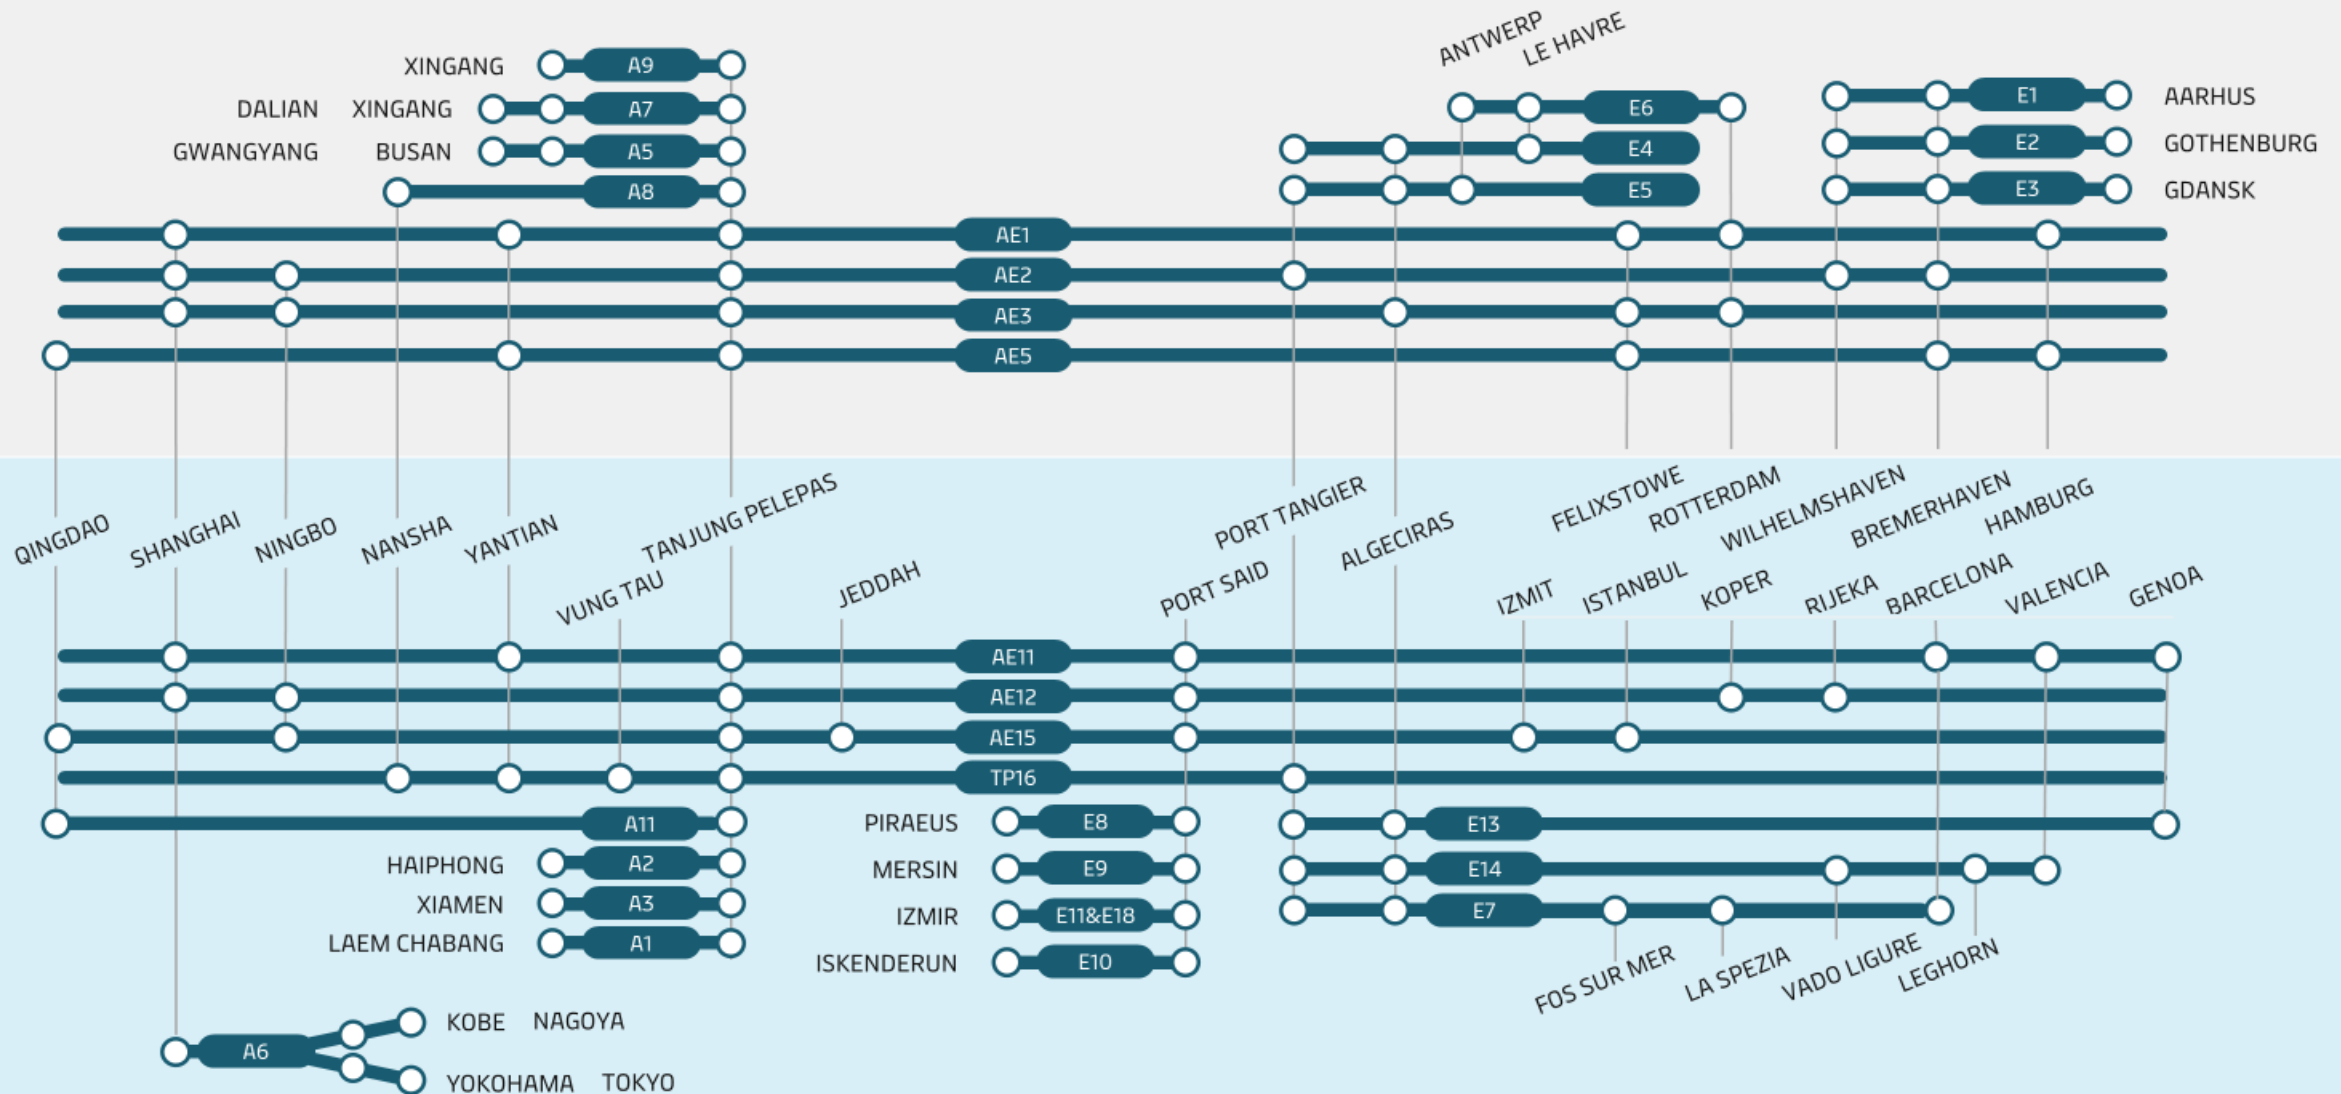 ANTWERP
LE HAVRE
XINGANG A9
DALIAN XINGANG A7
GWANGYANG BUSAN A5
A8
E6
E4
E5
E1 AARHUS
E2 GOTHENBURG
E3 GDANSK
AE1
AE2
AE3
AE5
QINGDAO
SHANGHAI
NINGBO
NANSHA
YANTIAN
VUNG TAU
TANJUNG PELEPAS
JEDDAH
PORT SAID
PORT TANGIER
ALGECIRAS
FELIXSTOWE
ROTTERDAM
WILHELMSHAVEN
BREMERHAVEN
HAMBURG
IZMIT
ISTANBUL
KOPER
RIJEKA
BARCELONA
VALENCIA
GENOA
AE11
AE12
AE15
TP16
A11
HAIPHONG A2
XIAMEN A3
LAEM CHABANG A1
PIRAEUS E8
MERSIN E9
IZMIR E11&E18
ISKENDERUN E10
E13
E14
E7
FOS SUR MER
LA SPEZIA
VADO LIGURE
LEGHORN
A6
KOBE NAGOYA
YOKOHAMA TOKYO